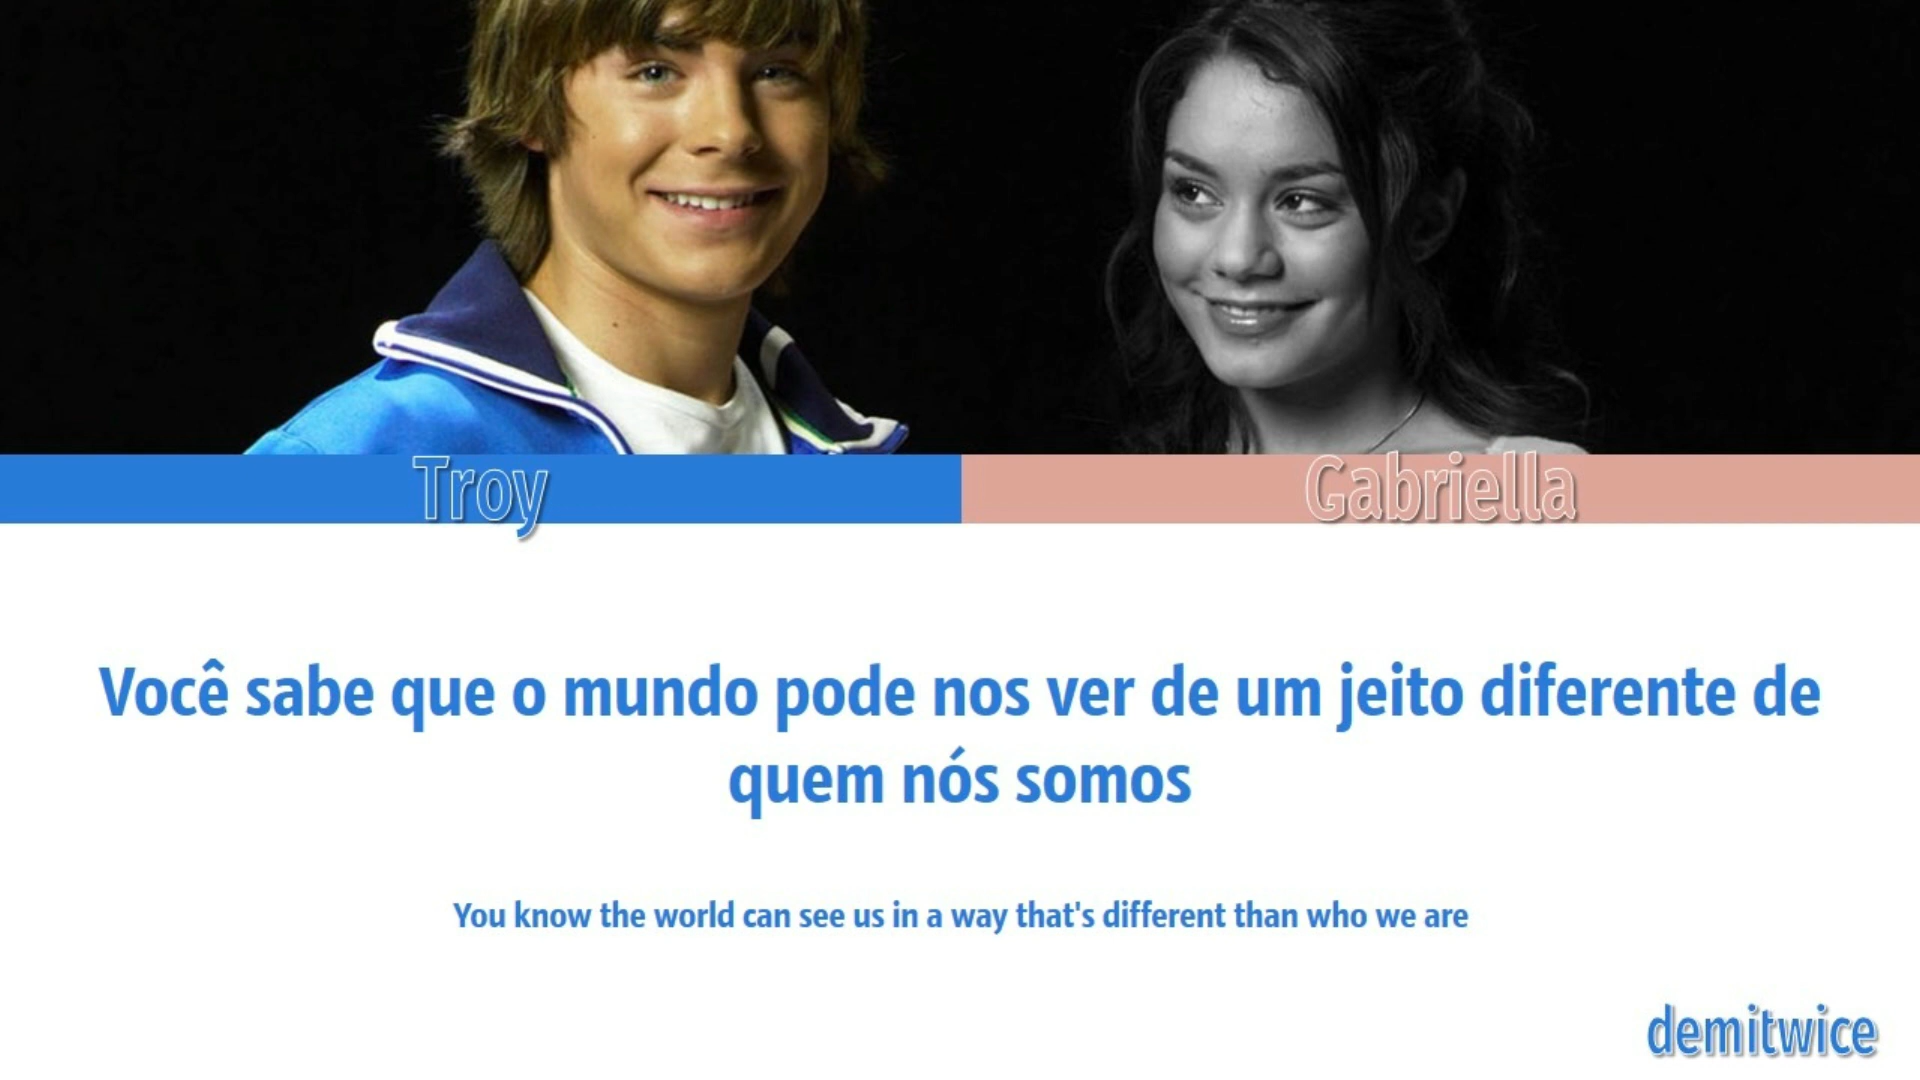 Troy
Gabriella
Você sabe que o mundo pode nos ver de um jeito diferente de
quem nós somos
You know the world can see us in a way that's different than who we are
demitwice